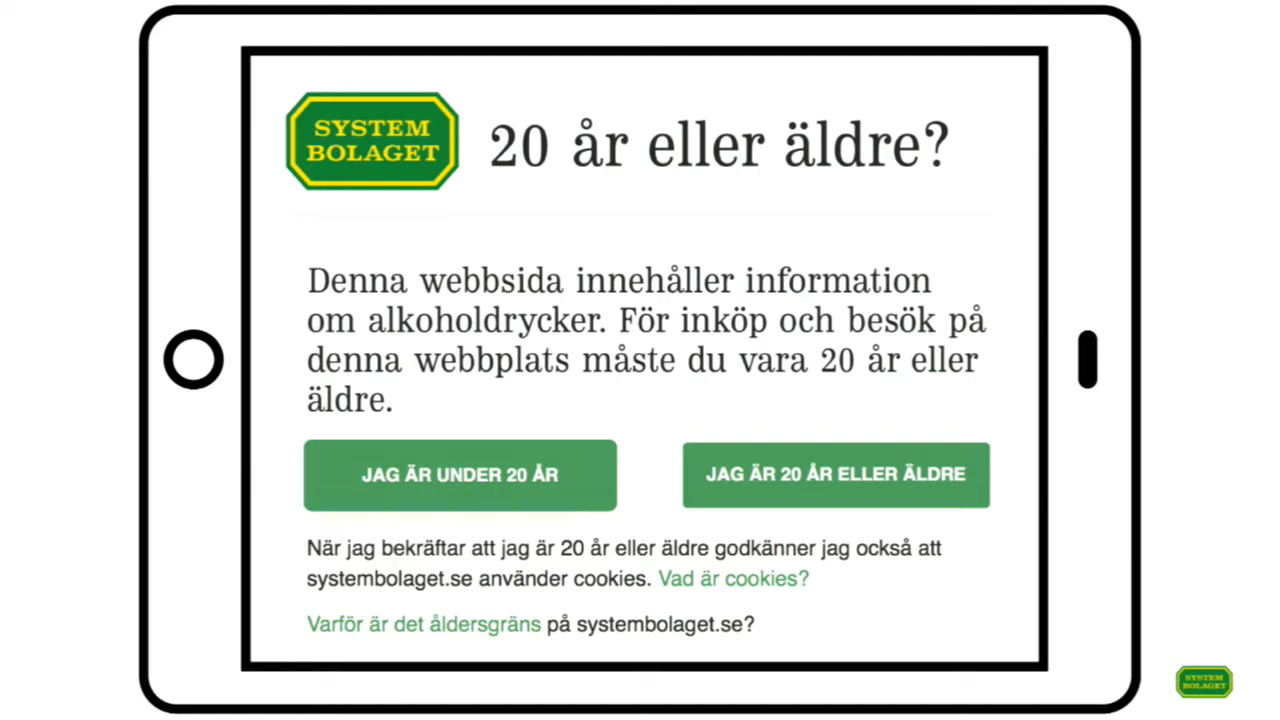 SYSTEM
BOLAGET
20 år eller äldre?
Denna webbsida innehåller information
om alkoholdrycker. För inköp och besök på
denna webbplats måste du vara 20 år eller
äldre.
JAG ÄR UNDER 20 ÅR
JAG ÄR 20 ÅR ELLER ÄLDRE
När jag bekräftar att jag är 20 år eller äldre godkänner jag också att
systembolaget.se använder cookies. Vad är cookies?
Varför är det åldersgräns på systembolaget.se?
SYSTEM
BOLAGET